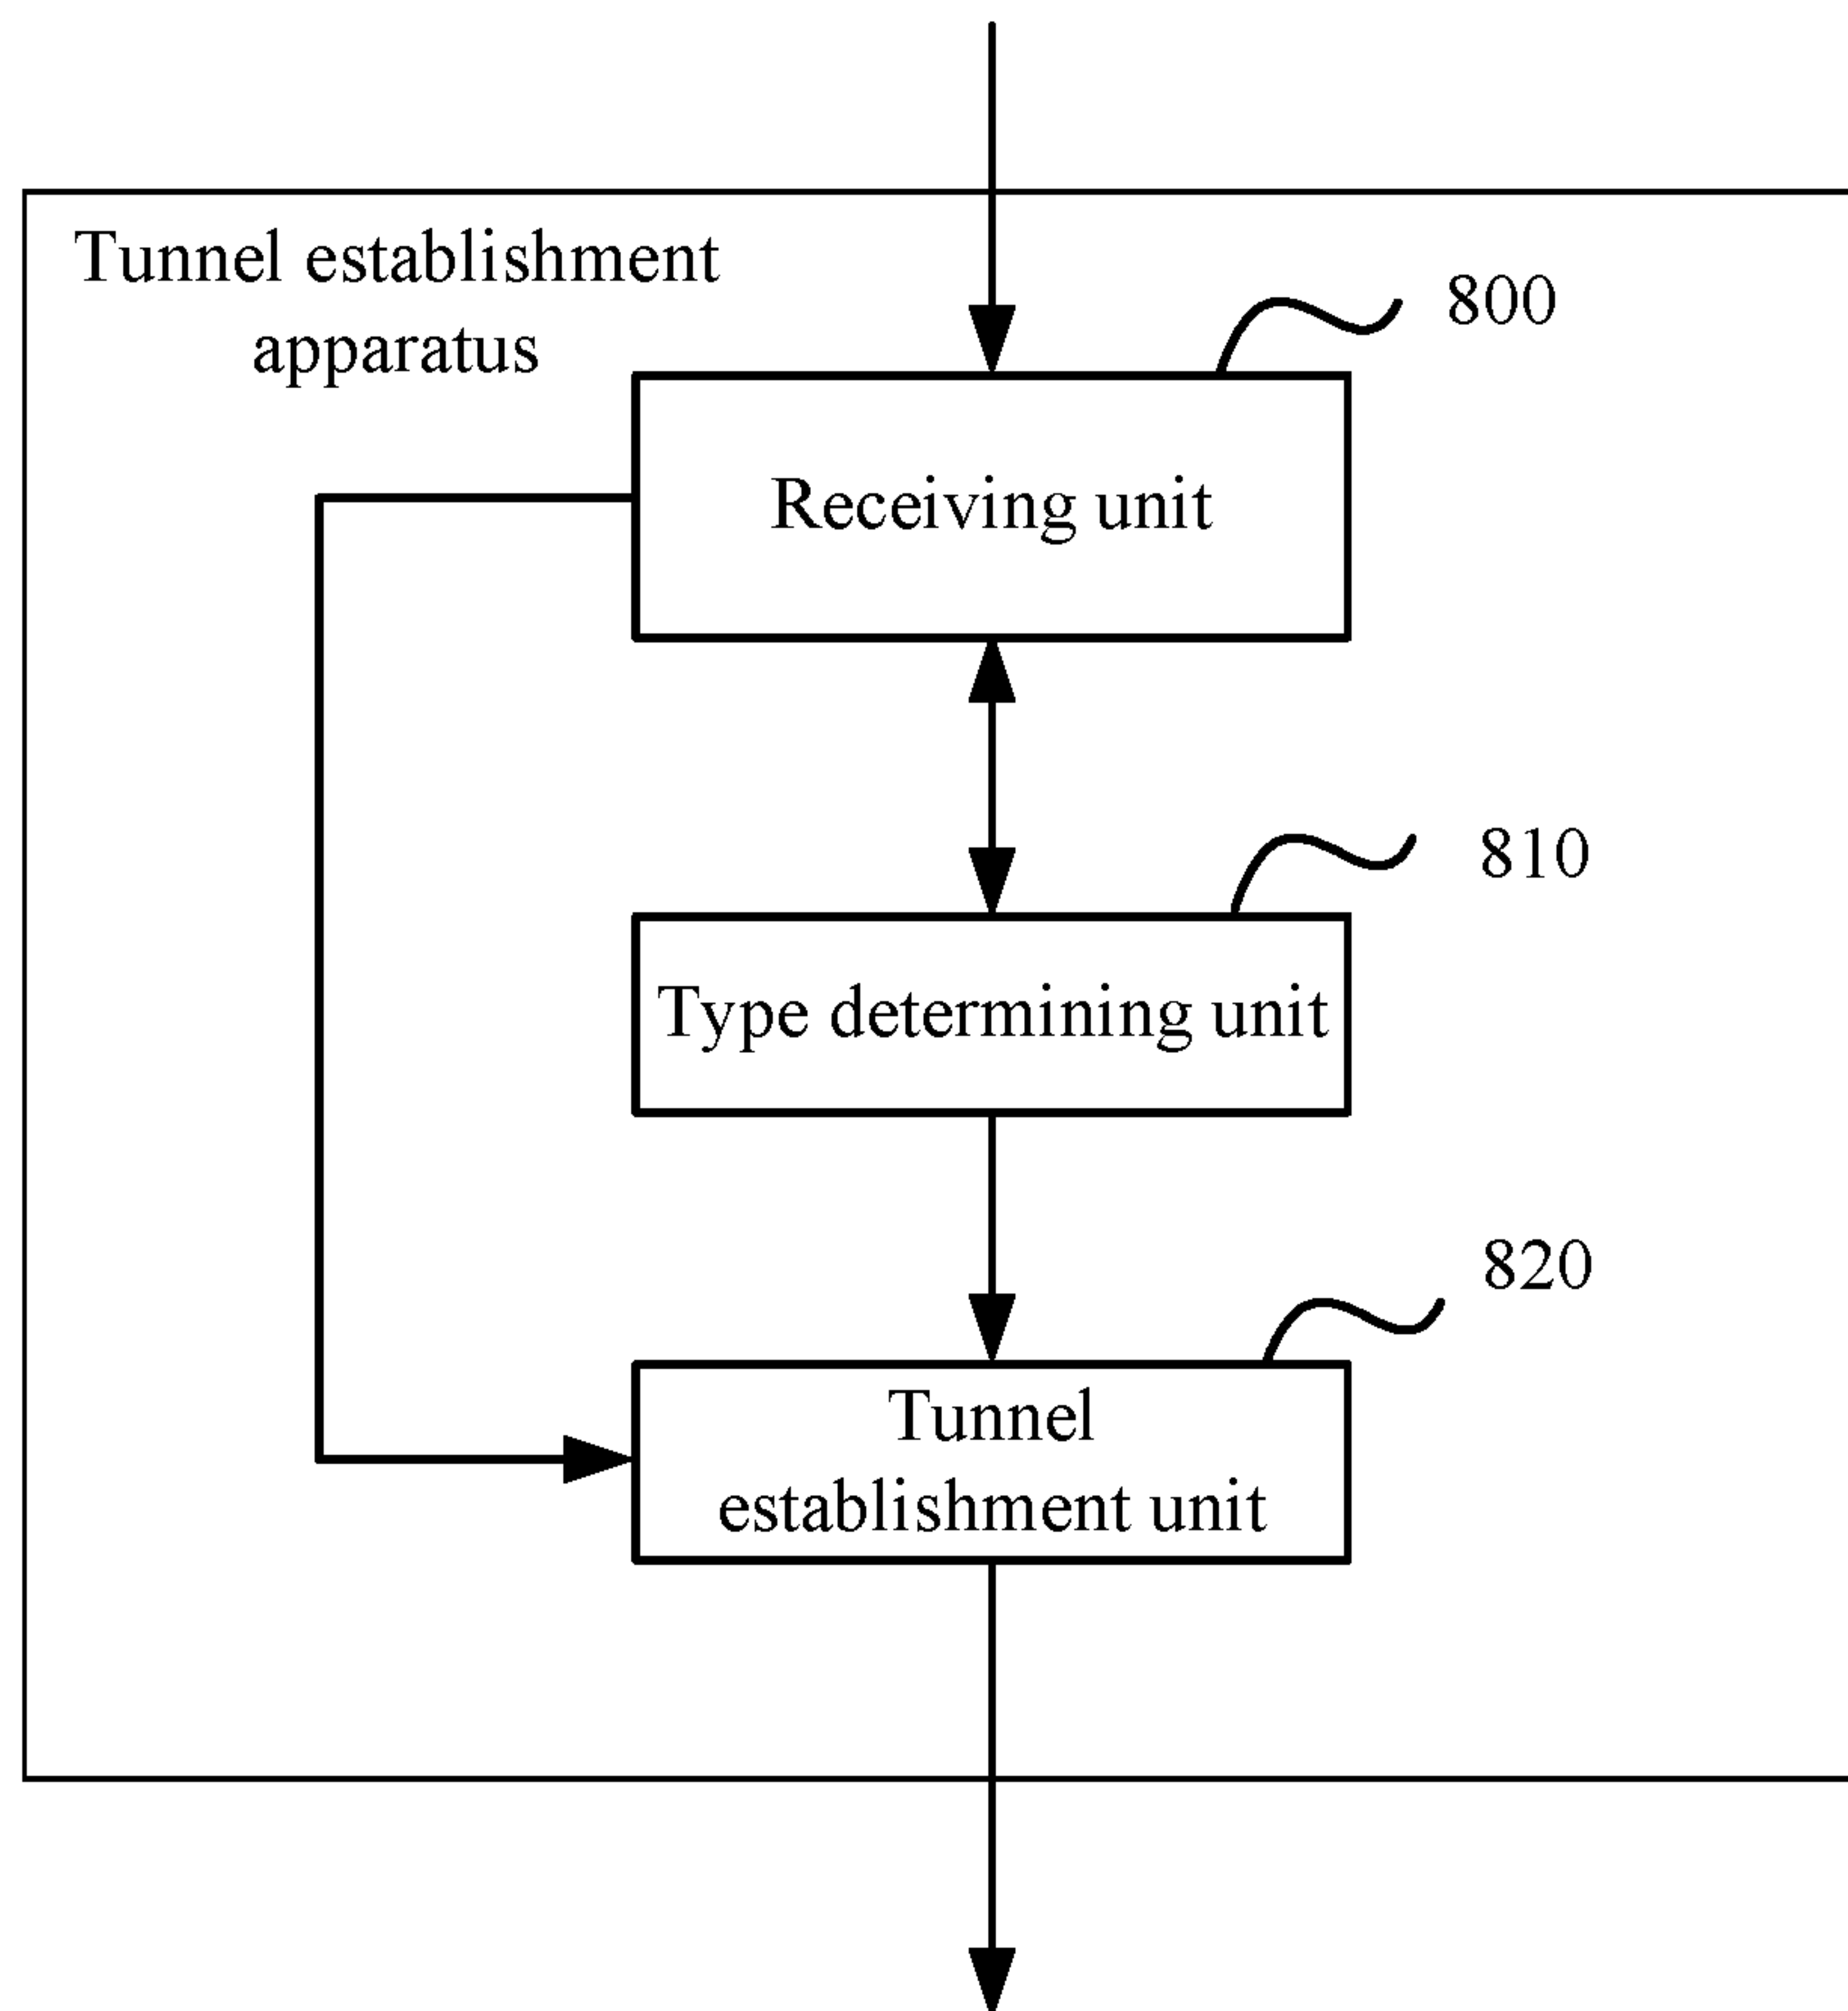 Tunnel establishment
apparatus
800
Receiving unit
810
Type determining unit
820
Tunnel
establishment unit